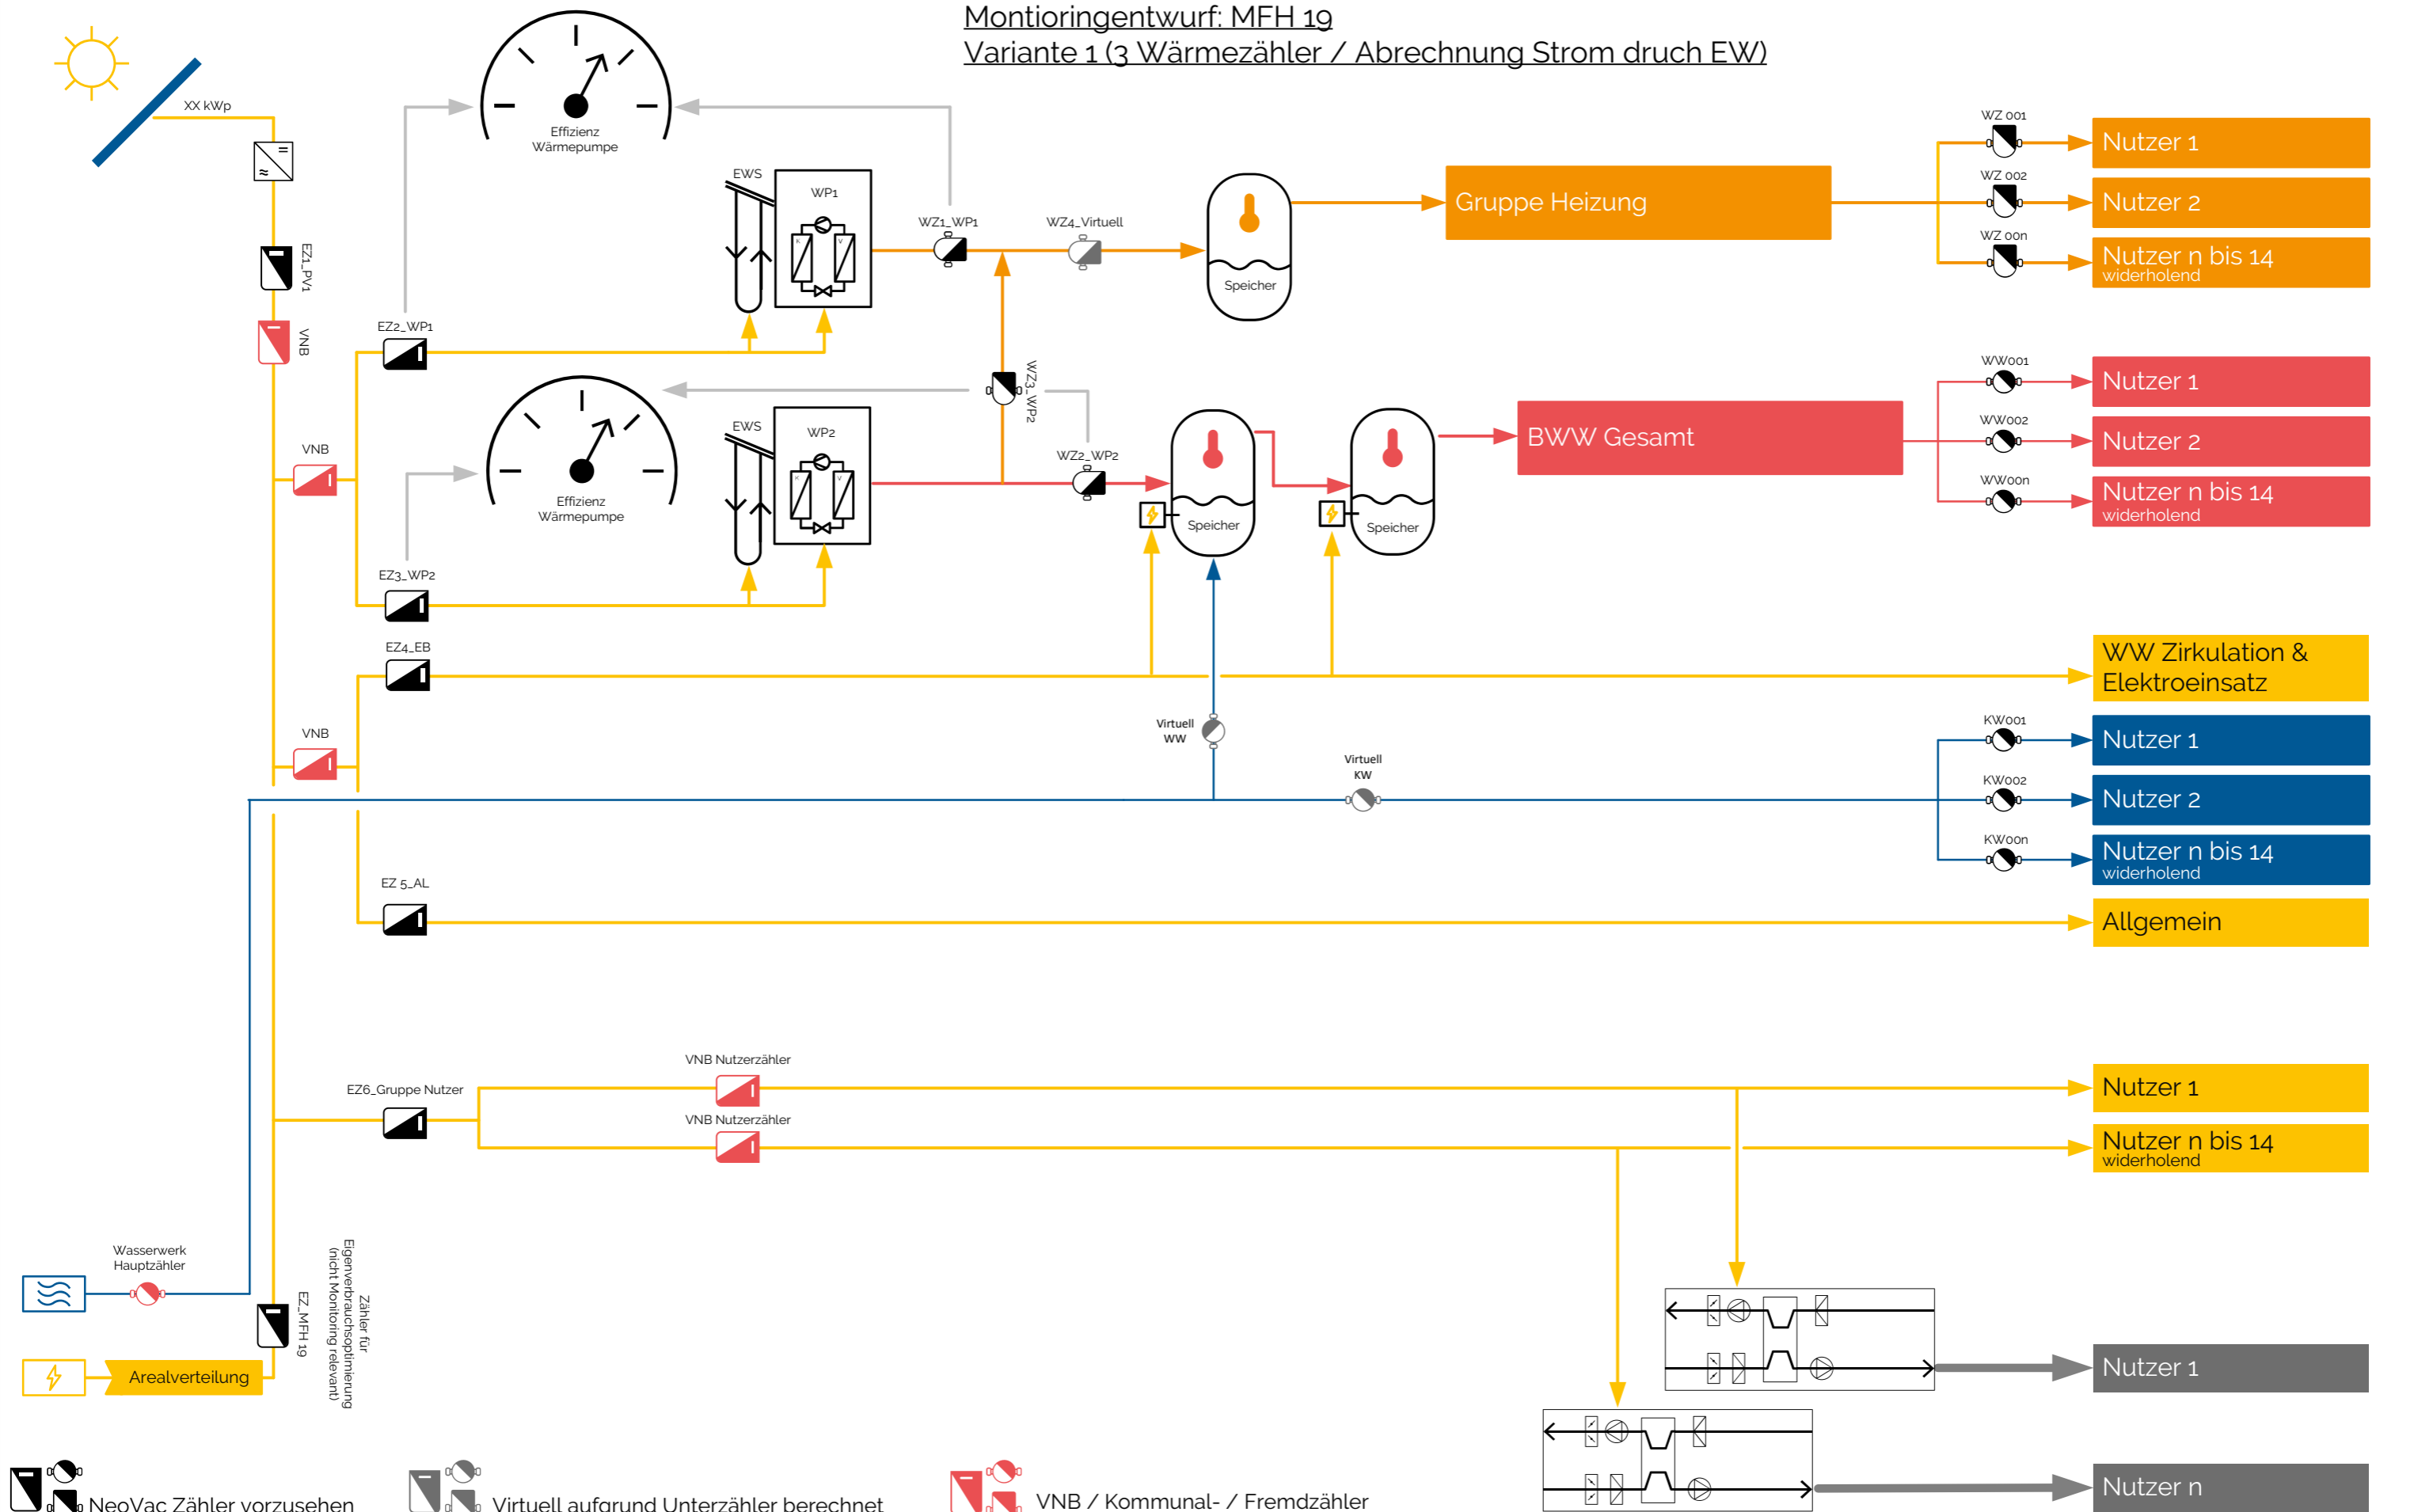 Montioringentwurf: MFH 19
Variante 1 (3 Wärmezähler / Abrechnung Strom druch EW)
XX kWp
EZ1_PV1
VNB
Effizienz
Wärmepumpe
EZ2_WP1
EWS
WP1
K
V
WZ1_WP1
WZ4_Virtuell
Speicher
Gruppe Heizung
WZ 001
Nutzer 1
WZ 002
Nutzer 2
WZ 00n
Nutzer n bis 14
widerholend
VNB
Effizienz
Wärmepumpe
EZ3_WP2
EWS
WP2
K
V
WZ3_WP2
WZ2_WP2
Speicher
Speicher
BWW Gesamt
WW001
Nutzer 1
WW002
Nutzer 2
WW00n
Nutzer n bis 14
widerholend
EZ4_EB
WW Zirkulation &
Elektroeinsatz
VNB
Virtuell
WW
Virtuell
KW
KW001
Nutzer 1
KW002
Nutzer 2
KW00n
Nutzer n bis 14
widerholend
EZ 5_AL
Allgemein
EZ6_Gruppe Nutzer
VNB Nutzerzähler
Nutzer 1
VNB Nutzerzähler
Nutzer n bis 14
widerholend
Wasserwerk
Hauptzähler
EZ_MFH 19
Zähler für
Eigenverbrauchsoptimierung
(nicht Monitoring relevant)
Arealverteilung
Nutzer 1
Nutzer n
NeoVac Zähler vorzusehen
Virtuell aufgrund Unterzähler berechnet
VNB / Kommunal- / Fremdzähler